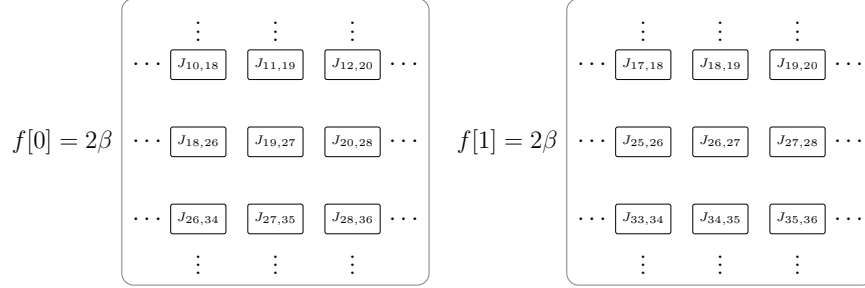 ⋮ ⋮ ⋮ ⋮ ⋮ ⋮
⋯ J₁₀,₁₈ J₁₁,₁₉ J₁₂,₂₀ ⋯ ⋯ J₁₇,₁₈ J₁₈,₁₉ J₁₉,₂₀ ⋯
f[0] = 2β ⋯ J₁₈,₂₆ J₁₉,₂₇ J₂₀,₂₈ ⋯ f[1] = 2β ⋯ J₂₅,₂₆ J₂₆,₂₇ J₂₇,₂₈ ⋯
⋯ J₂₆,₃₄ J₂₇,₃₅ J₂₈,₃₆ ⋯ ⋯ J₃₃,₃₄ J₃₄,₃₅ J₃₅,₃₆ ⋯
⋮ ⋮ ⋮ ⋮ ⋮ ⋮